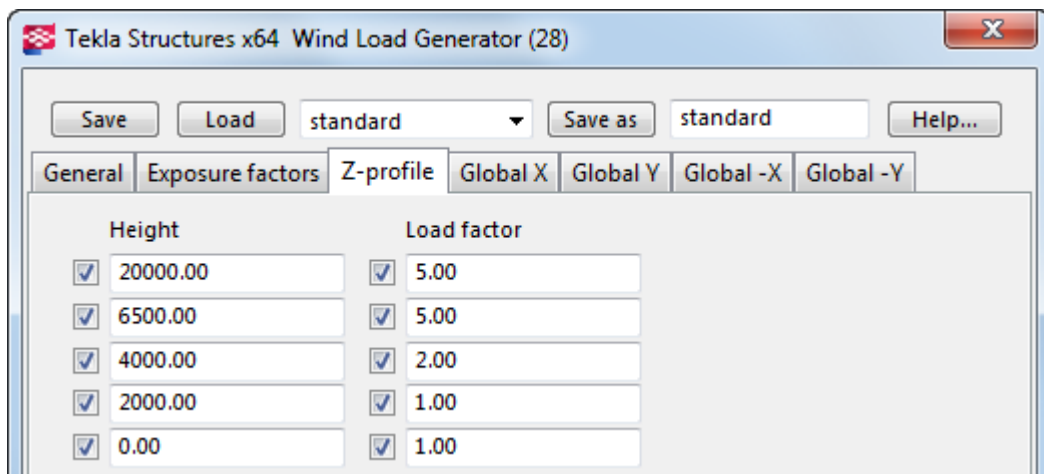 Tekla Structures x64 Wind Load Generator (28)
Save Load standard Save as standard Help...
General Exposure factors Z-profile Global X Global Y Global -X Global -Y
Height Load factor
20000.00 5.00
6500.00 5.00
4000.00 2.00
2000.00 1.00
0.00 1.00